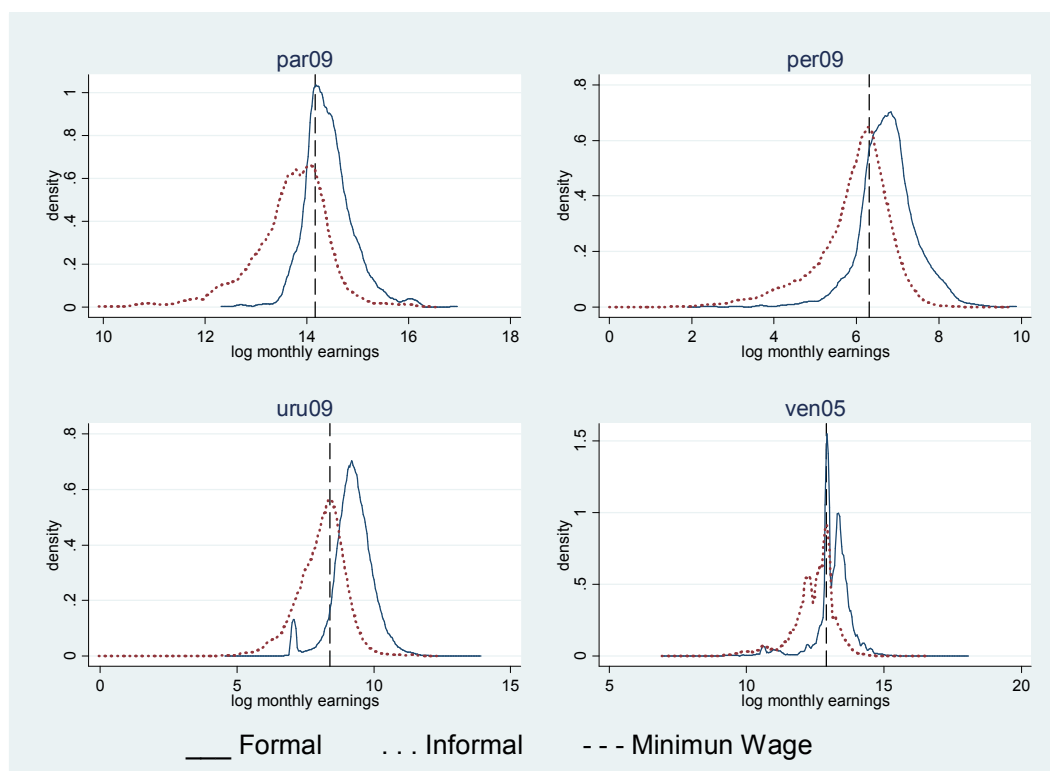 par09
density
0 .2 .4 .6 .8 1
10 12 14 16 18
log monthly earnings
per09
density
0 .2 .4 .6 .8
0 2 4 6 8 10
log monthly earnings
uru09
density
0 .2 .4 .6 .8
0 5 10 15
log monthly earnings
ven05
density
0 .5 1 1.5
5 10 15 20
log monthly earnings
___ Formal . . . Informal - - - Minimun Wage